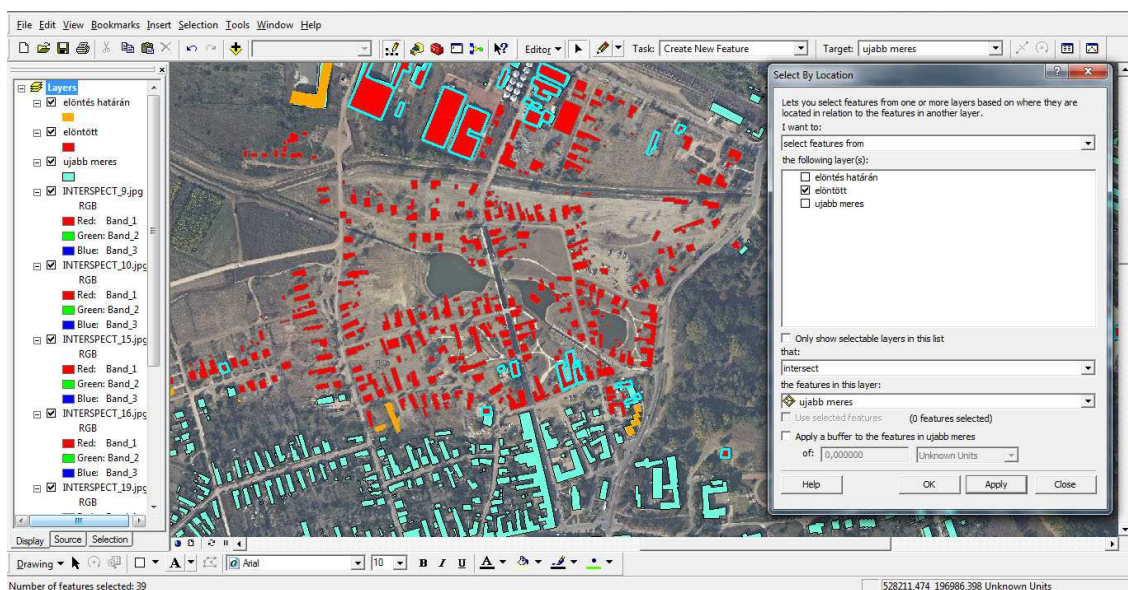 File Edit View Bookmarks Insert Selection Tools Window Help
Editor Task: Create New Feature Target: ujabb meres
Layers
elöntés határán
elöntött
ujabb meres
INTERSPECT_9.jpg
RGB
Red: Band_1
Green: Band_2
Blue: Band_3
INTERSPECT_10.jpg
RGB
Red: Band_1
Green: Band_2
Blue: Band_3
INTERSPECT_15.jpg
RGB
Red: Band_1
Green: Band_2
Blue: Band_3
INTERSPECT_16.jpg
RGB
Red: Band_1
Green: Band_2
Blue: Band_3
INTERSPECT_19.jpg
RGB
Display Source Selection
Select By Location
Lets you select features from one or more layers based on where they are
located in relation to the features in another layer.
I want to:
select features from
the following layer(s):
elöntés határán
elöntött
ujabb meres
Only show selectable layers in this list
that:
intersect
the features in this layer:
ujabb meres
Use selected features (0 features selected)
Apply a buffer to the features in ujabb meres
of: 0,000000 Unknown Units
Help OK Apply Close
Drawing A Arial 10 B I U A
Number of features selected: 39
528211,474 196986,398 Unknown Units